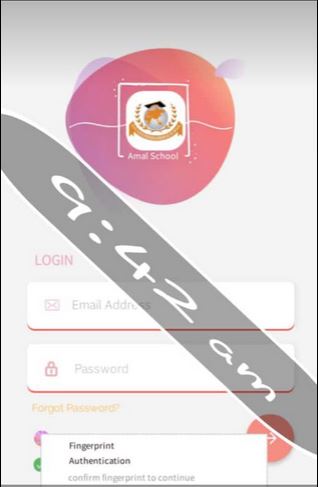 Amal School
LOGIN
Email Address
Password
Forgot Password?
9:42 am
Fingerprint
Authentication
confirm fingerprint to continue